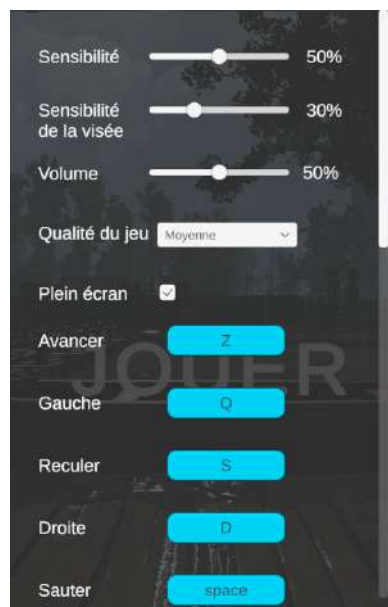 Sensibilité 50%
Sensibilité 30%
de la visée
Volume 50%
Qualité du jeu Moyenne
Plein écran
Avancer Z
JOUER
Gauche Q
Reculer S
Droite D
Sauter space